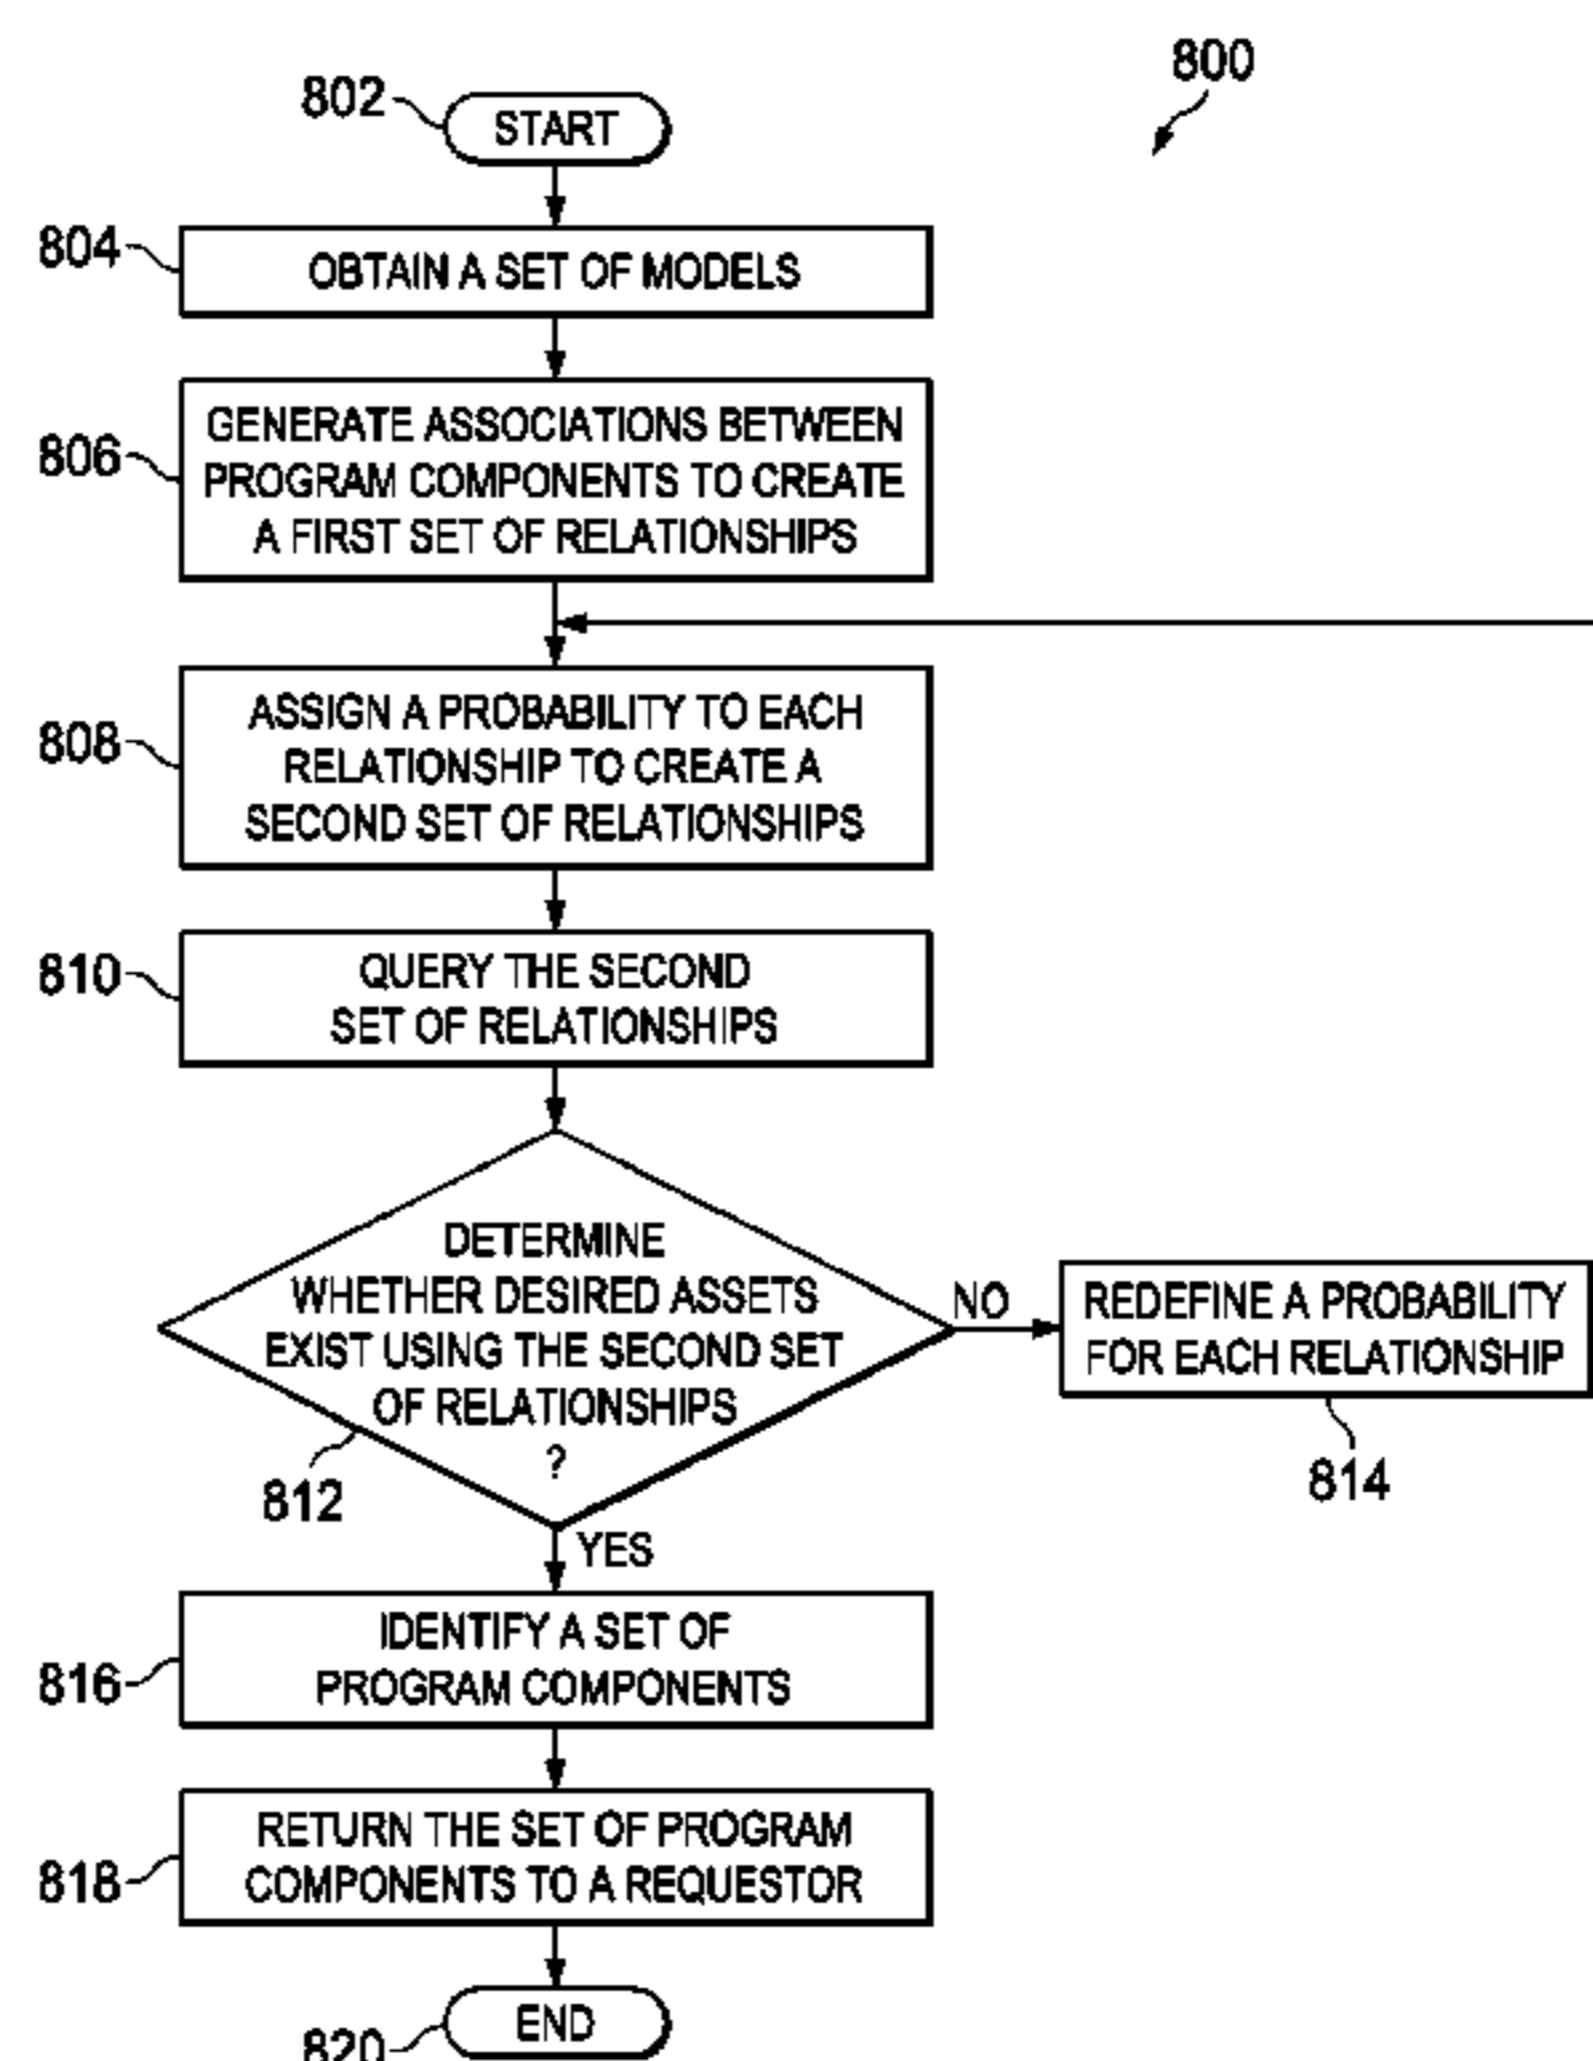 800
802
START
804
OBTAIN A SET OF MODELS
806
GENERATE ASSOCIATIONS BETWEEN
PROGRAM COMPONENTS TO CREATE
A FIRST SET OF RELATIONSHIPS
808
ASSIGN A PROBABILITY TO EACH
RELATIONSHIP TO CREATE A
SECOND SET OF RELATIONSHIPS
810
QUERY THE SECOND
SET OF RELATIONSHIPS
DETERMINE
WHETHER DESIRED ASSETS
EXIST USING THE SECOND SET
OF RELATIONSHIPS
?
812
NO
REDEFINE A PROBABILITY
FOR EACH RELATIONSHIP
814
YES
816
IDENTIFY A SET OF
PROGRAM COMPONENTS
818
RETURN THE SET OF PROGRAM
COMPONENTS TO A REQUESTOR
END
820